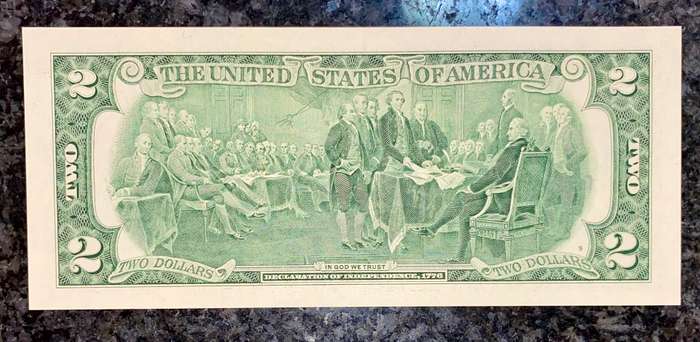 2 THE UNITED STATES OF AMERICA 2
TWO TWO
2 2
TWO DOLLARS TWO DOLLARS
IN GOD WE TRUST
DECLARATION OF INDEPENDENCE, 1776